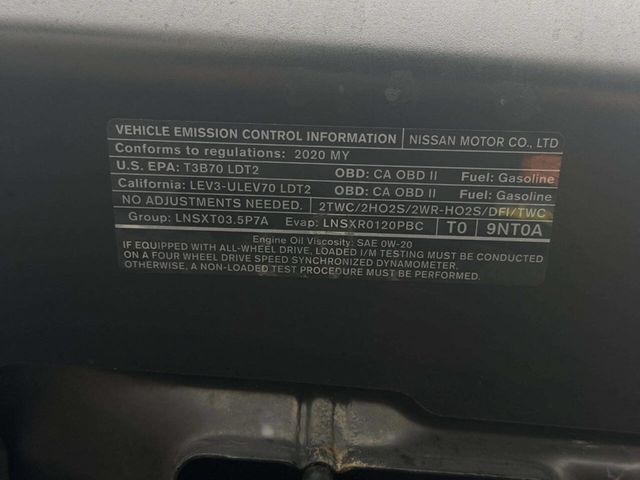 VEHICLE EMISSION CONTROL INFORMATION NISSAN MOTOR CO., LTD
Conforms to regulations: 2020 MY
U.S. EPA: T3B70 LDT2 OBD: CA OBD II Fuel: Gasoline
California: LEV3-ULEV70 LDT2 OBD: CA OBD II Fuel: Gasoline
NO ADJUSTMENTS NEEDED. 2TWC/2HO2S/2WR-HO2S/DFI/TWC
Group: LNSXT03.5P7A Evap: LNSXR0120PBC T0 9NT0A
Engine Oil Viscosity: SAE 0W-20
IF EQUIPPED WITH ALL-WHEEL DRIVE, LOADED I/M TESTING MUST BE CONDUCTED
ON A FOUR WHEEL DRIVE SPEED SYNCHRONIZED DYNAMOMETER.
OTHERWISE, A NON-LOADED TEST PROCEDURE MUST BE PERFORMED.